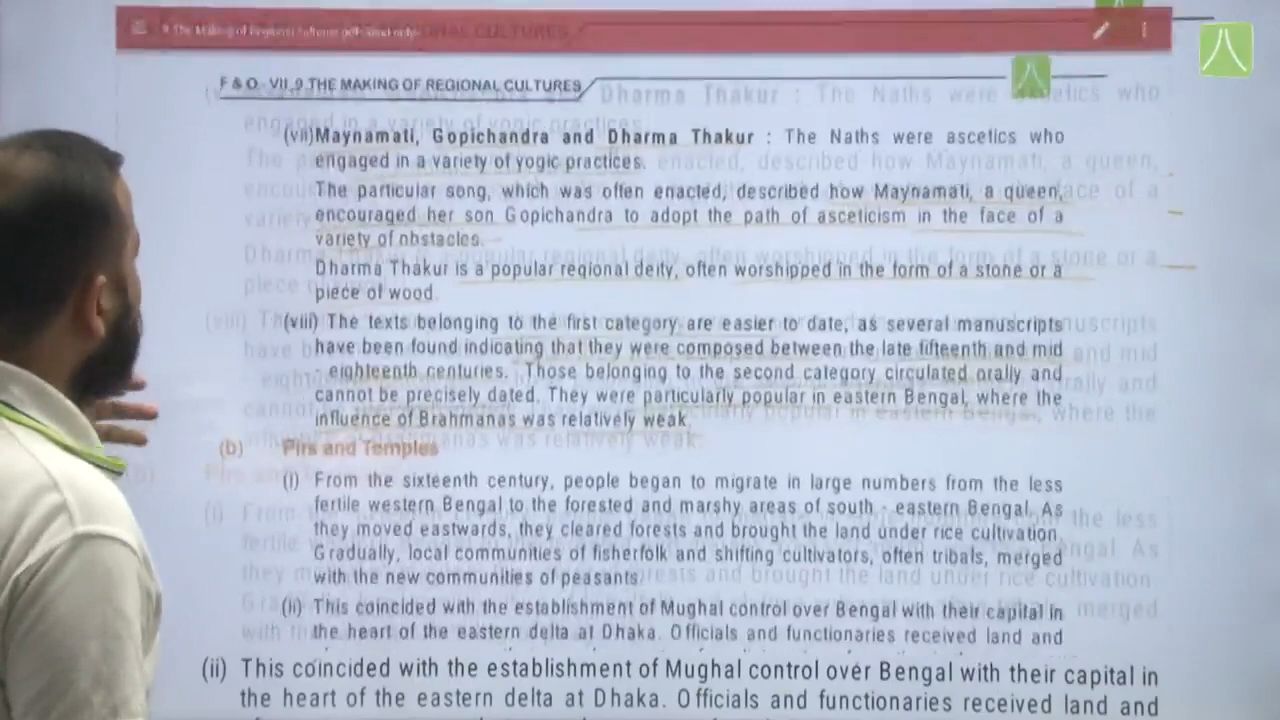 9 The Making of Regional
F & O - VII_9 THE MAKING OF REGIONAL CULTURES
(vii)Maynamati, Gopichandra and Dharma Thakur : The Naths were ascetics who
engaged in a variety of yogic practices.
The particular song, which was often enacted, described how Maynamati, a queen,
encouraged her son Gopichandra to adopt the path of asceticism in the face of a
variety of obstacles.
Dharma Thakur is a popular regional deity, often worshipped in the form of a stone or a
piece of wood.
(viii) The texts belonging to the first category are easier to date, as several manuscripts
have been found indicating that they were composed between the late fifteenth and mid
eighteenth centuries. Those belonging to the second category circulated orally and
cannot be precisely dated. They were particularly popular in eastern Bengal, where the
influence of Brahmanas was relatively weak.
(b) Pirs and Temples
(i) From the sixteenth century, people began to migrate in large numbers from the less
fertile western Bengal to the forested and marshy areas of south - eastern Bengal. As
they moved eastwards, they cleared forests and brought the land under rice cultivation.
Gradually, local communities of fisherfolk and shifting cultivators, often tribals, merged
with the new communities of peasants.
(ii) This coincided with the establishment of Mughal control over Bengal with their capital in
the heart of the eastern delta at Dhaka. Officials and functionaries received land and
(ii) This coincided with the establishment of Mughal control over Bengal with their capital in
the heart of the eastern delta at Dhaka. Officials and functionaries received land and